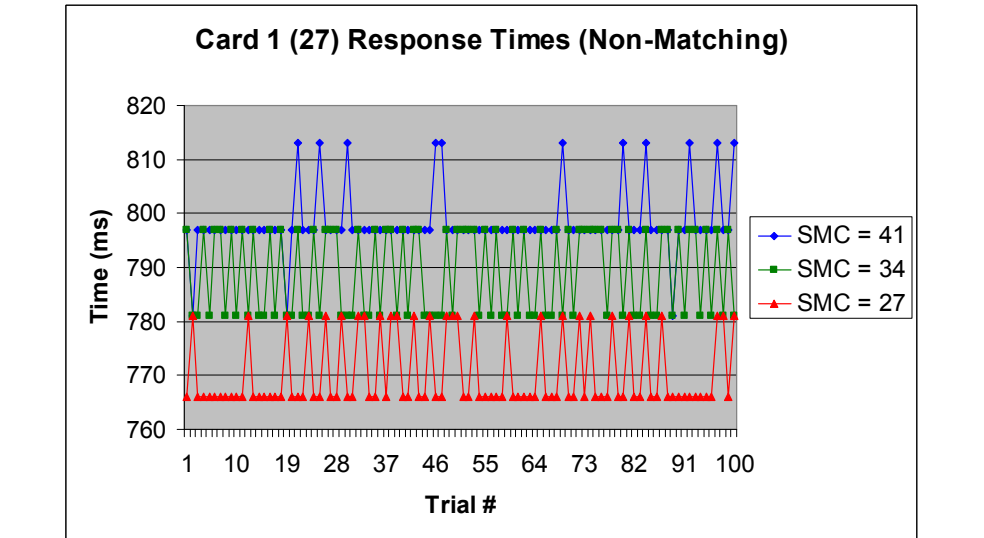 Card 1 (27) Response Times (Non-Matching)
820
810
800
790
780
770
760
Time (ms)
1 10 19 28 37 46 55 64 73 82 91 100
Trial #
SMC = 41
SMC = 34
SMC = 27